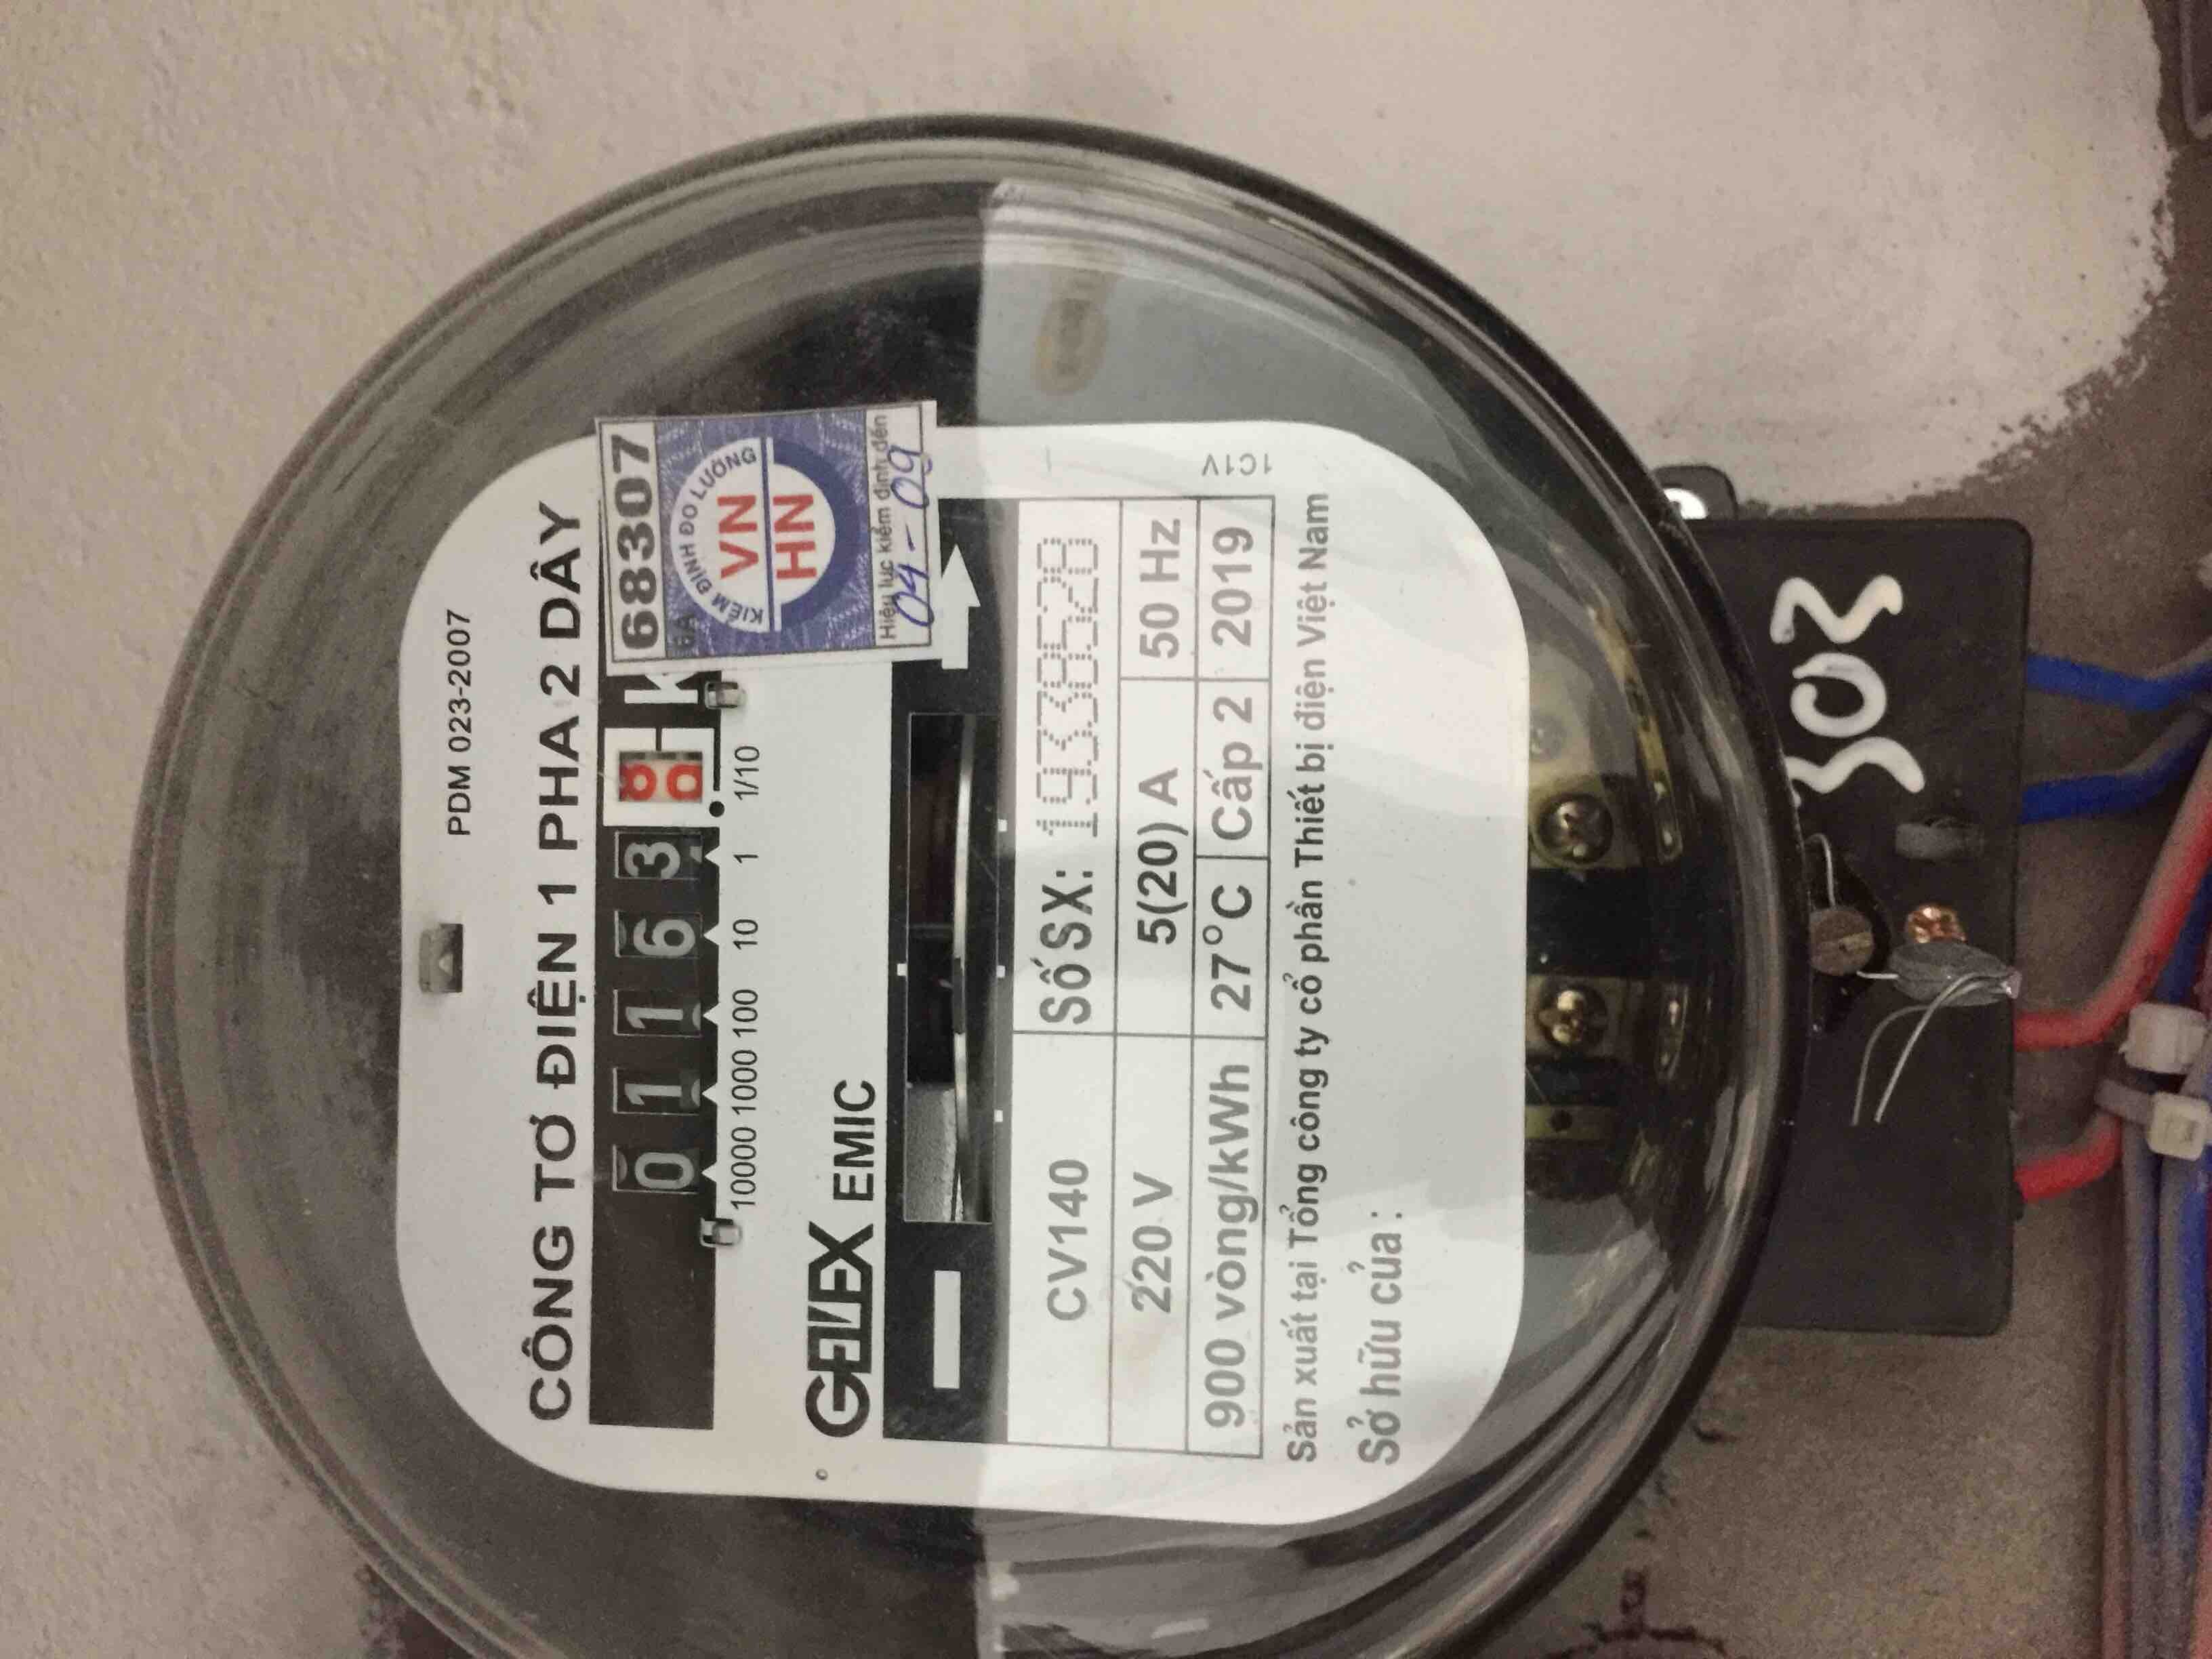 PDM 023-2007
CÔNG TƠ ĐIỆN 1 PHA 2 DÂY
68307
KIỂM ĐỊNH ĐO LƯỜNG
VN
HN
Hiệu lực kiểm định đến
04-09
0 1 1 6 3
10000 1000 100 10 1 1/10
GELEX EMIC
CV140 Số SX: 19338528
220 V 5(20) A 50 Hz
900 vòng/kWh 27°C Cấp 2 2019
1C1V
Sản xuất tại Tổng công ty cổ phần Thiết bị điện Việt Nam
Sở hữu của :
303